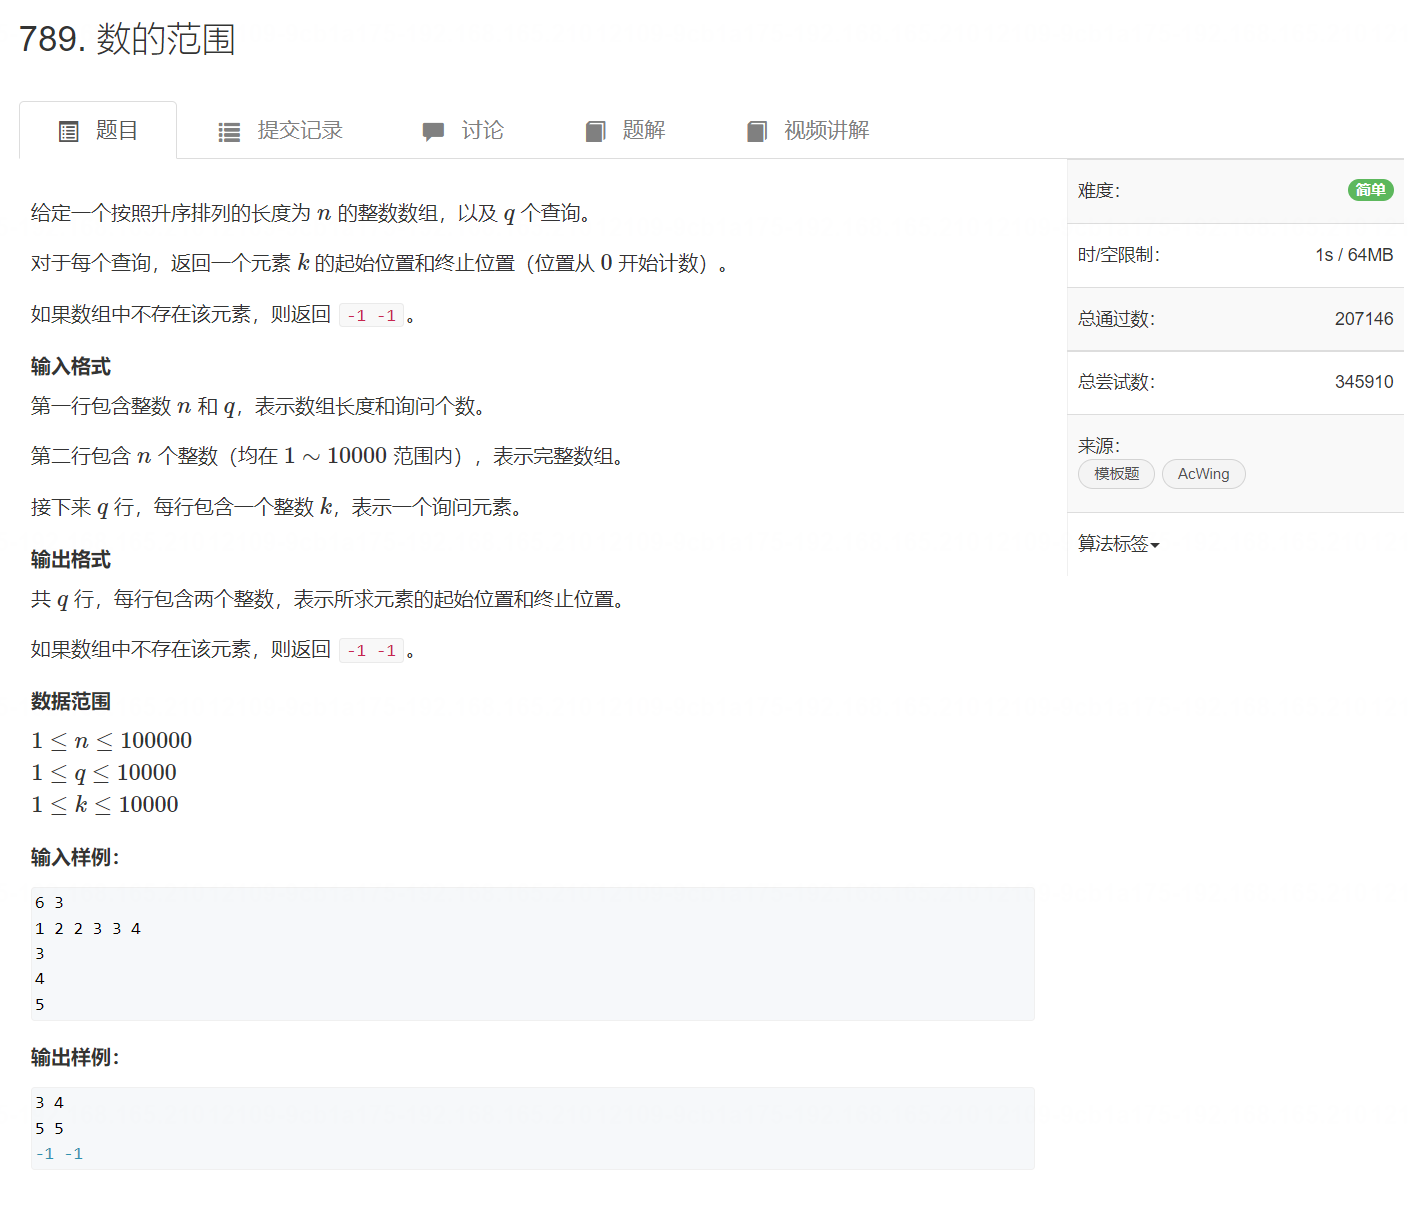 789. 数的范围
题目 提交记录 讨论 题解 视频讲解
给定一个按照升序排列的长度为 n 的整数数组，以及 q 个查询。
对于每个查询，返回一个元素 k 的起始位置和终止位置（位置从 0 开始计数）。
如果数组中不存在该元素，则返回 -1 -1 。
输入格式
第一行包含整数 n 和 q，表示数组长度和询问个数。
第二行包含 n 个整数（均在 1 ∼ 10000 范围内），表示完整数组。
接下来 q 行，每行包含一个整数 k，表示一个询问元素。
输出格式
共 q 行，每行包含两个整数，表示所求元素的起始位置和终止位置。
如果数组中不存在该元素，则返回 -1 -1 。
数据范围
1 ≤ n ≤ 100000
1 ≤ q ≤ 10000
1 ≤ k ≤ 10000
输入样例：
6 3
1 2 2 3 3 4
3
4
5
输出样例：
3 4
5 5
-1 -1
难度： 简单
时/空限制： 1s / 64MB
总通过数： 207146
总尝试数： 345910
来源：
模板题 AcWing
算法标签